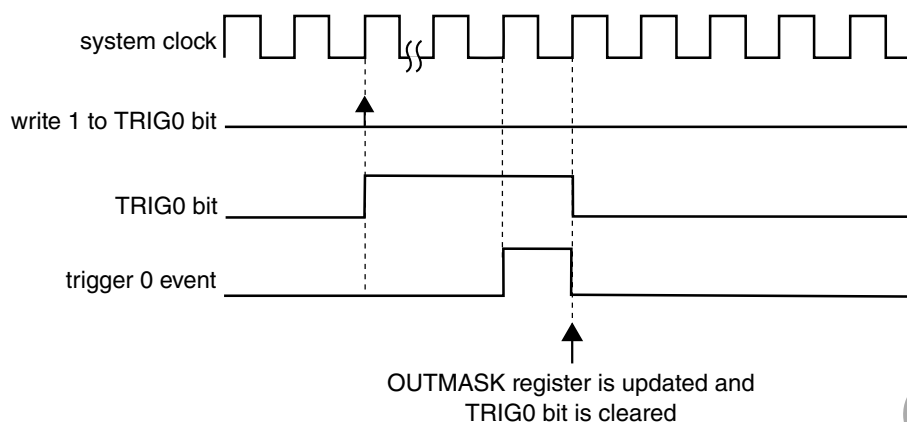 system clock
write 1 to TRIG0 bit
TRIG0 bit
trigger 0 event
OUTMASK register is updated and
TRIG0 bit is cleared